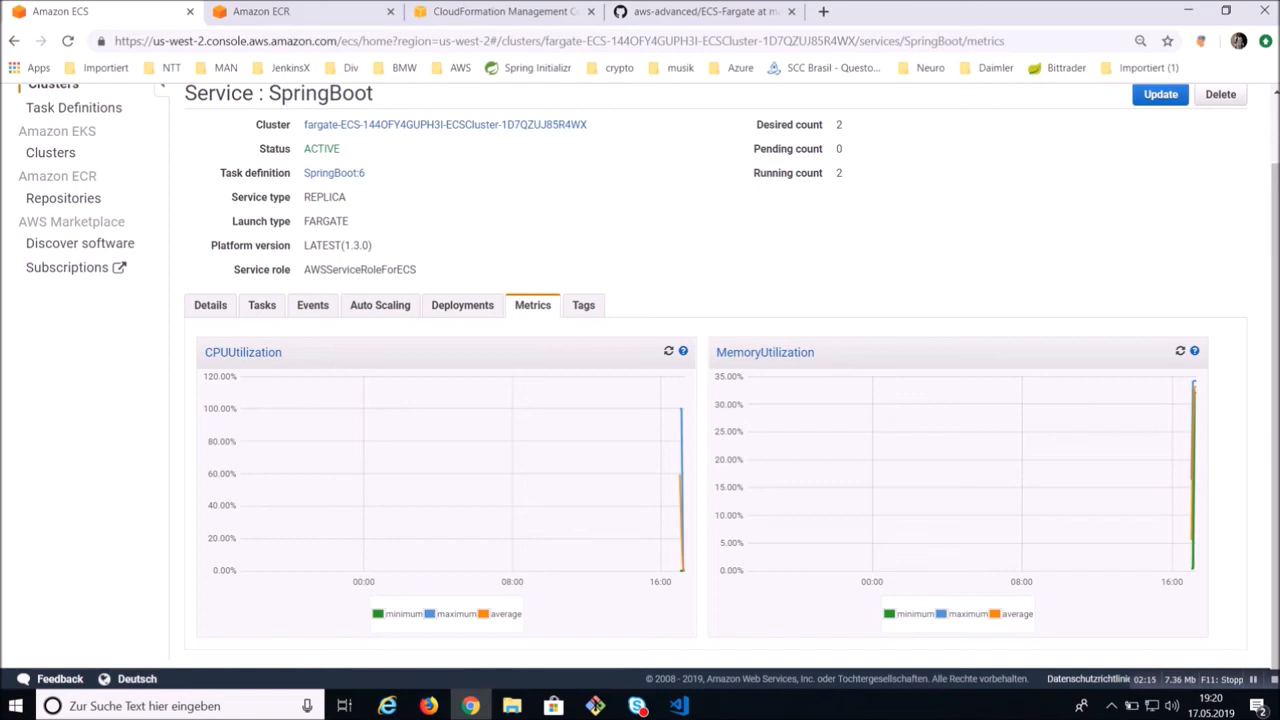 Amazon ECS
Amazon ECR
CloudFormation Management Co
aws-advanced/ECS-Fargate at m
https://us-west-2.console.aws.amazon.com/ecs/home?region=us-west-2#/clusters/fargate-ECS-144OFY4GUPH3I-ECSCluster-1D7QZUJ85R4WX/services/SpringBoot/metrics
Apps Importiert NTT MAN JenkinsX Div BMW AWS Spring Initializr crypto musik Azure SCC Brasil - Questo... Neuro Daimler Bittrader Importiert (1)
Clusters
Task Definitions
Amazon EKS
Clusters
Amazon ECR
Repositories
AWS Marketplace
Discover software
Subscriptions
Service : SpringBoot
Update Delete
Cluster fargate-ECS-144OFY4GUPH3I-ECSCluster-1D7QZUJ85R4WX
Status ACTIVE
Task definition SpringBoot:6
Service type REPLICA
Launch type FARGATE
Platform version LATEST(1.3.0)
Service role AWSServiceRoleForECS
Desired count 2
Pending count 0
Running count 2
Details Tasks Events Auto Scaling Deployments Metrics Tags
CPUUtilization
120.00%
100.00%
80.00%
60.00%
40.00%
20.00%
0.00%
00:00 08:00 16:00
minimum maximum average
MemoryUtilization
35.00%
30.00%
25.00%
20.00%
15.00%
10.00%
5.00%
0.00%
00:00 08:00 16:00
minimum maximum average
Feedback Deutsch
© 2008 - 2019, Amazon Web Services, Inc. oder Tochtergesellschaften. Alle Rechte vorbehalten. Datenschutzrichtlinie
02:15 7.36 Mb F11: Stopp
Zur Suche Text hier eingeben
19:20
17.05.2019
2